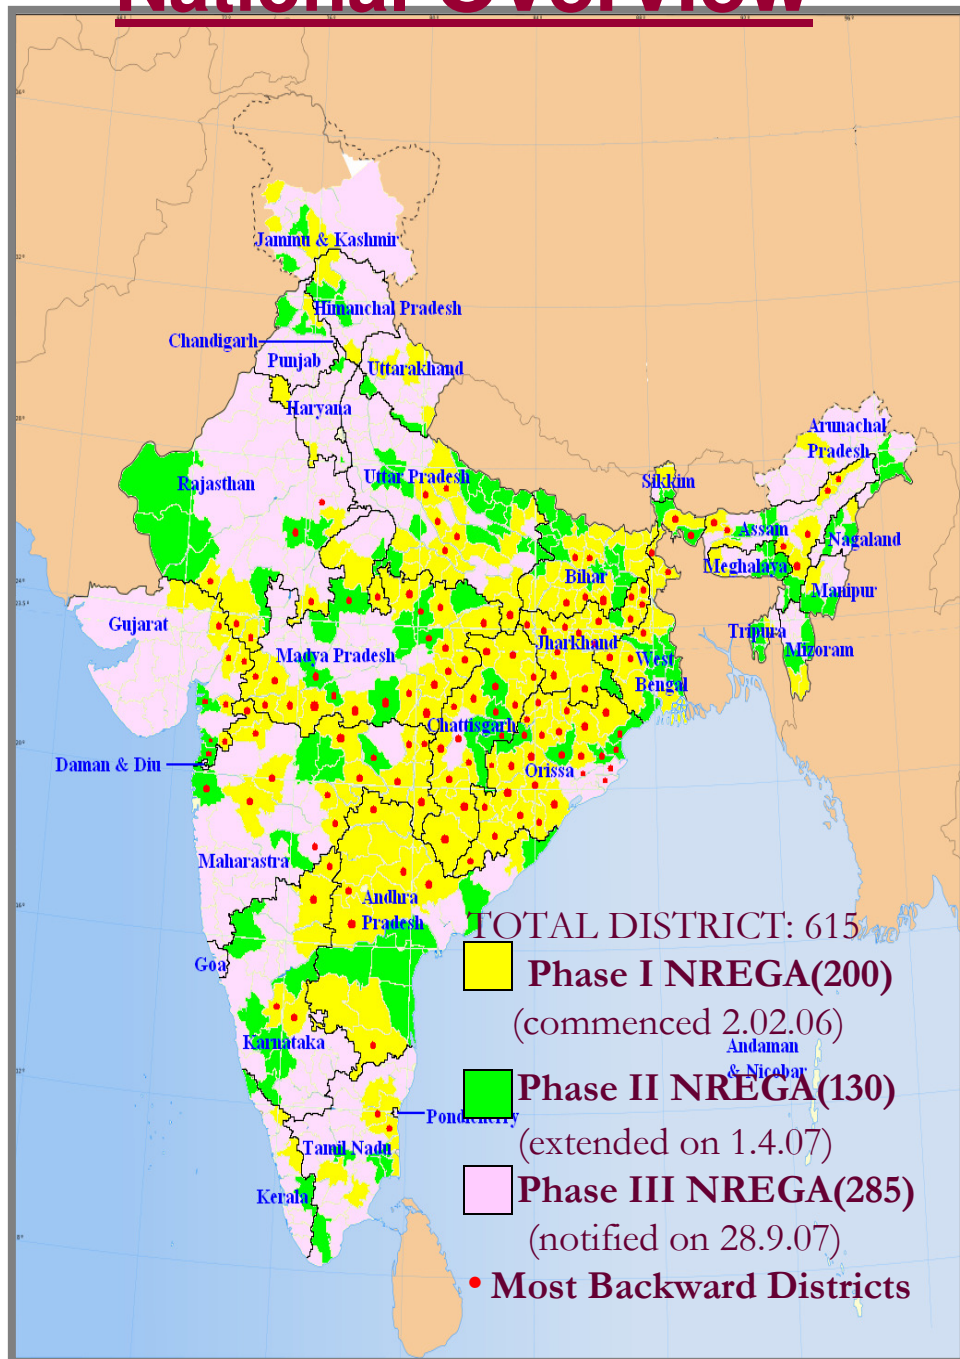 National Overview
Jammu & Kashmir
Himanchal Pradesh
Chandigarh
Punjab
Uttarakhand
Haryana
Arunachal
Pradesh
Rajasthan
Uttar Pradesh
Sikkim
Assam
Nagaland
Meghalaya
Bihar
Manipur
Gujarat
Tripura
Jharkhand
Mizoram
Madya Pradesh
West
Bengal
Chattisgarh
Daman & Diu
Orissa
Maharastra
Andhra
Pradesh
TOTAL DISTRICT: 615
Goa
Phase I NREGA(200)
(commenced 2.02.06)
Karnataka
Andaman
& Nicobar
Phase II NREGA(130)
Pondicherry
(extended on 1.4.07)
Tamil Nadu
Phase III NREGA(285)
Kerala
(notified on 28.9.07)
Most Backward Districts